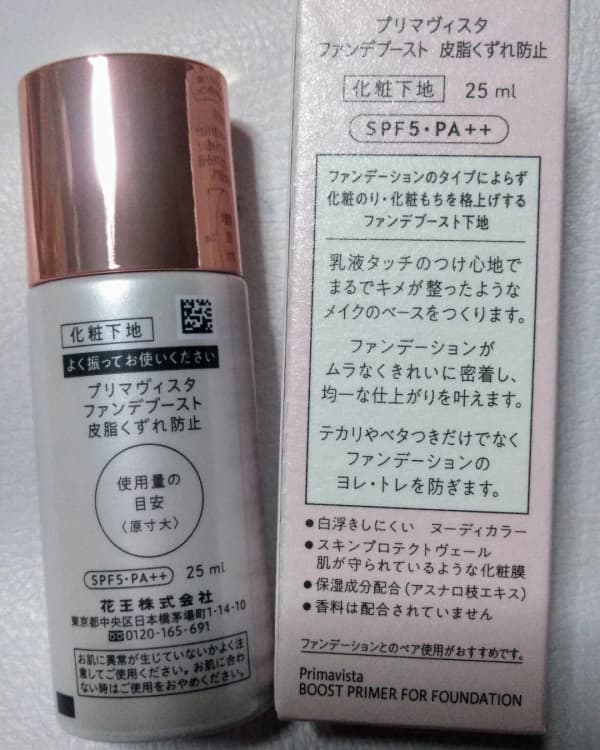 化粧下地
よく振ってお使いください
プリマヴィスタ
ファンデブースト
皮脂くずれ防止
使用量の
目安
〈原寸大〉
SPF5・PA++ 25 ml
花王株式会社
東京都中央区日本橋茅場町1-14-10
0120-165-691
お肌に異常が生じていないかよく注
意してご使用ください。お肌に合わ
ない時はご使用をおやめください。
プリマヴィスタ
ファンデブースト 皮脂くずれ防止
化粧下地 25 ml
SPF5・PA++
ファンデーションのタイプによらず
化粧のり・化粧もちを格上げする
ファンデブースト下地
乳液タッチのつけ心地で
まるでキメが整ったような
メイクのベースをつくります。
ファンデーションが
ムラなくきれいに密着し、
均一な仕上がりを叶えます。
テカリやベタつきだけでなく
ファンデーションの
ヨレ・トレを防ぎます。
●白浮きしにくい ヌーディカラー
●スキンプロテクトヴェール
肌が守られているような化粧膜
●保湿成分配合(アスナロ枝エキス)
●香料は配合されていません
ファンデーションとのペア使用がおすすめです。
Primavista
BOOST PRIMER FOR FOUNDATION